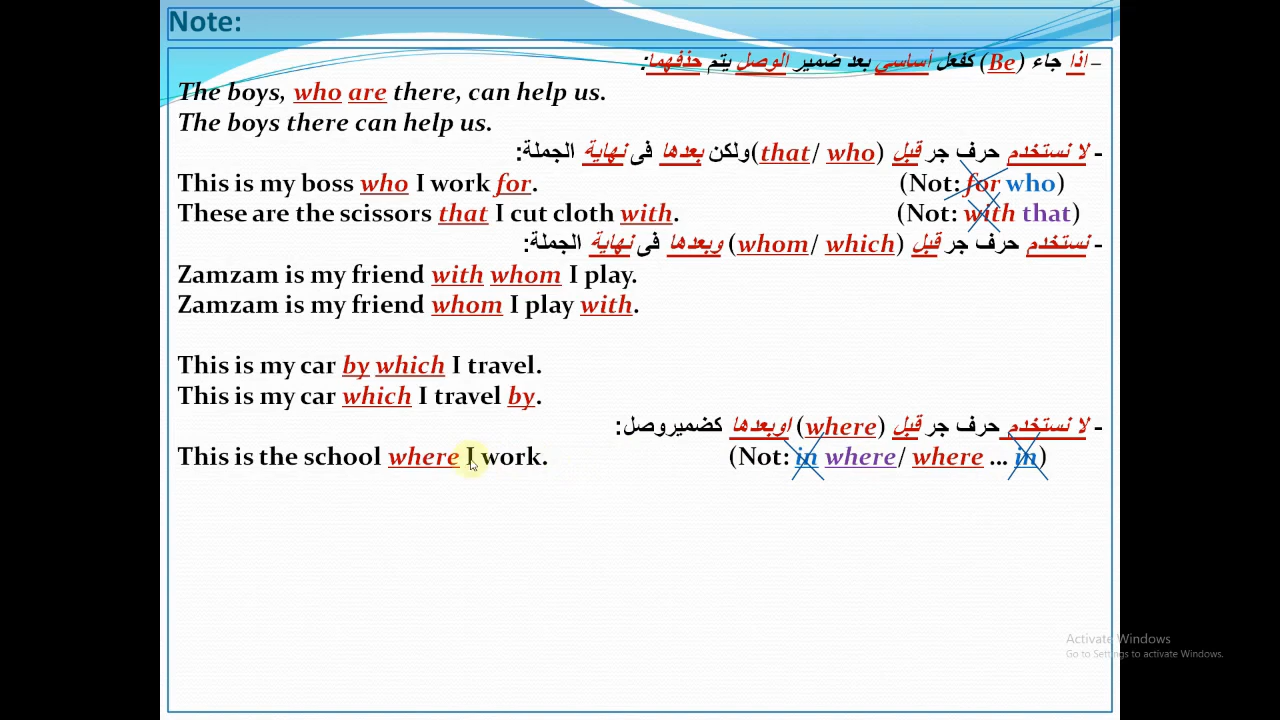 Note:
– اذا جاء (Be) كفعل أساسي بعد ضمير الوصل يتم حذفهما:
The boys, who are there, can help us.
The boys there can help us.
- لا نستخدم حرف جر قبل (that/ who)ولكن بعدها فى نهاية الجملة:
This is my boss who I work for. (Not: for who)
These are the scissors that I cut cloth with. (Not: with that)
- نستخدم حرف جر قبل (whom/ which) وبعدها فى نهاية الجملة:
Zamzam is my friend with whom I play.
Zamzam is my friend whom I play with.
This is my car by which I travel.
This is my car which I travel by.
- لا نستخدم حرف جر قبل (where) اوبعدها كضميروصل:
This is the school where I work. (Not: in where/ where ... in)
Activate Windows
Go to Settings to activate Windows.